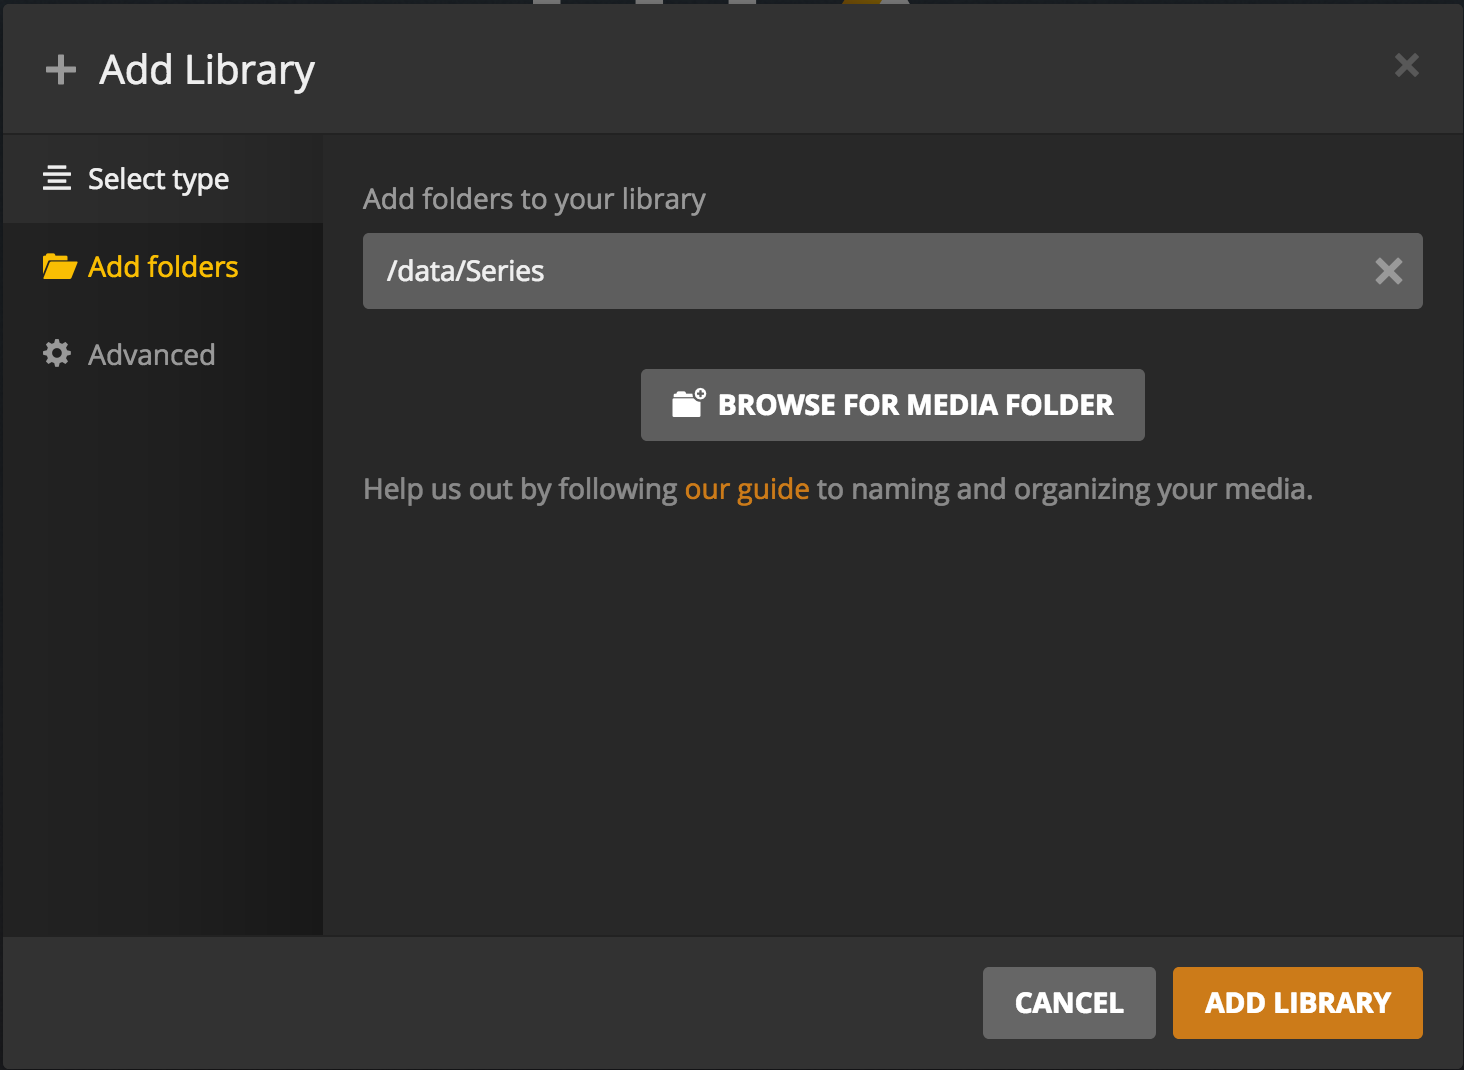 Add Library
Select type
Add folders
Advanced
Add folders to your library
/data/Series
BROWSE FOR MEDIA FOLDER
Help us out by following our guide to naming and organizing your media.
CANCEL
ADD LIBRARY